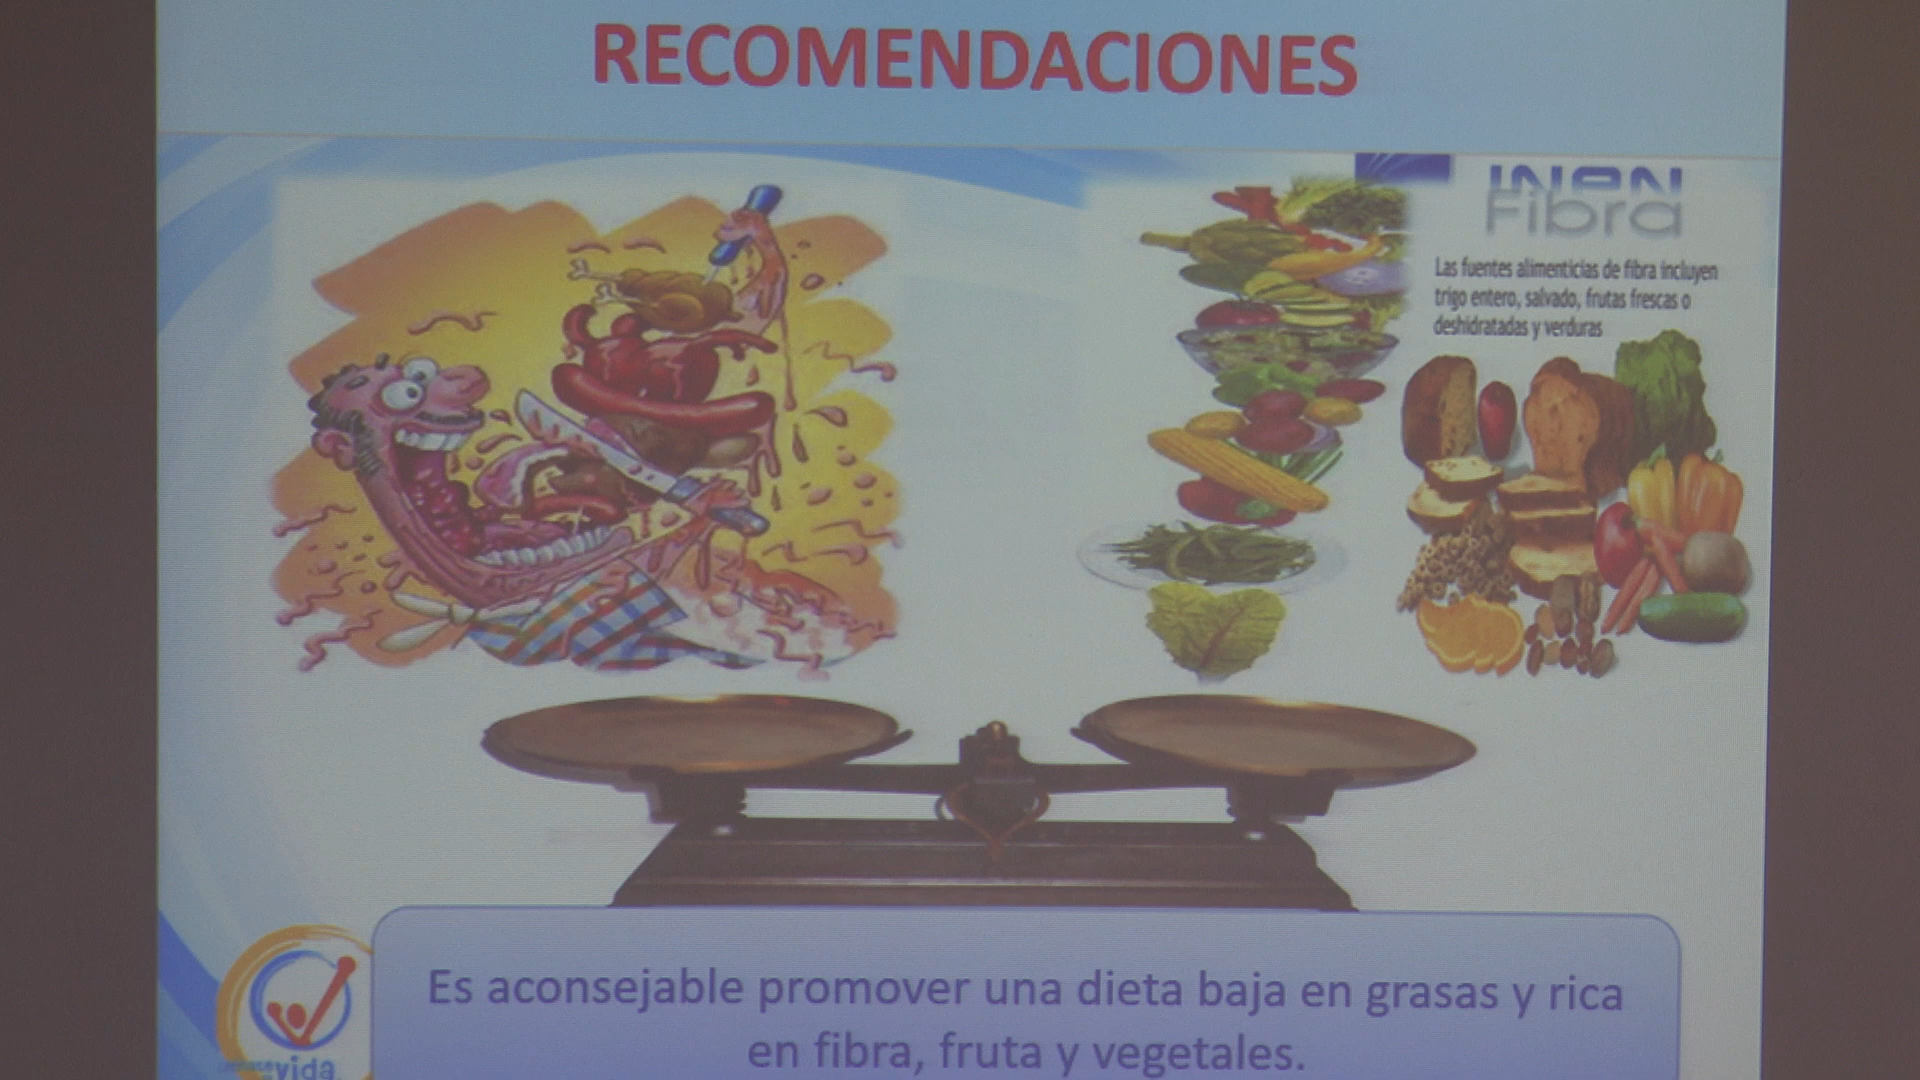 RECOMENDACIONES
Fibra
Las fuentes alimenticias de fibra incluyen
trigo entero, salvado, frutas frescas o
deshidratadas y verduras
Es aconsejable promover una dieta baja en grasas y rica
en fibra, fruta y vegetales.
vida